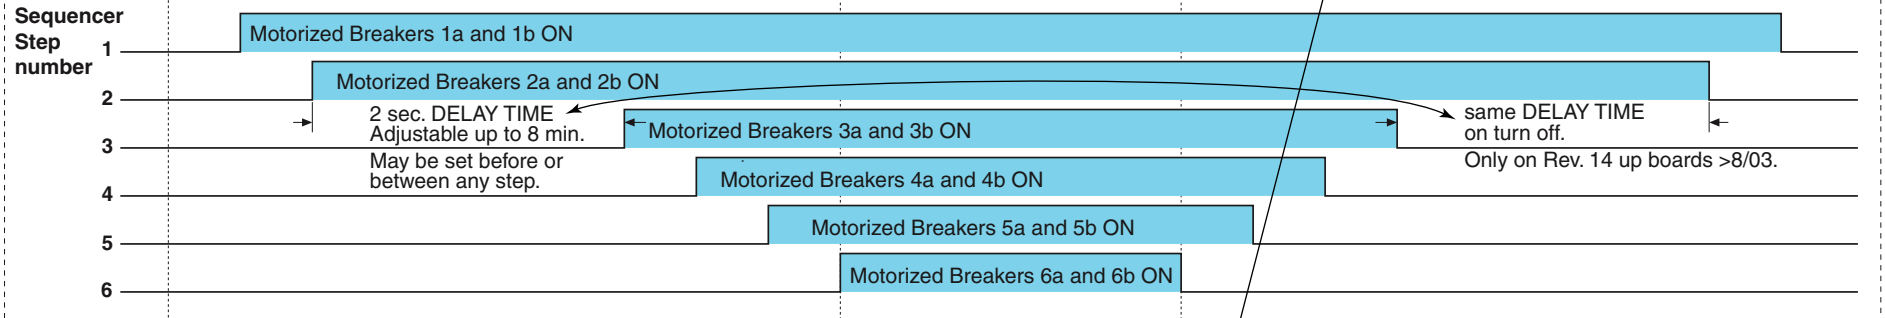 Sequencer
Step
number
1
Motorized Breakers 1a and 1b ON
2
Motorized Breakers 2a and 2b ON
2 sec. DELAY TIME
Adjustable up to 8 min.
May be set before or
between any step.
same DELAY TIME
on turn off.
Only on Rev. 14 up boards >8/03.
3
Motorized Breakers 3a and 3b ON
4
Motorized Breakers 4a and 4b ON
5
Motorized Breakers 5a and 5b ON
6
Motorized Breakers 6a and 6b ON